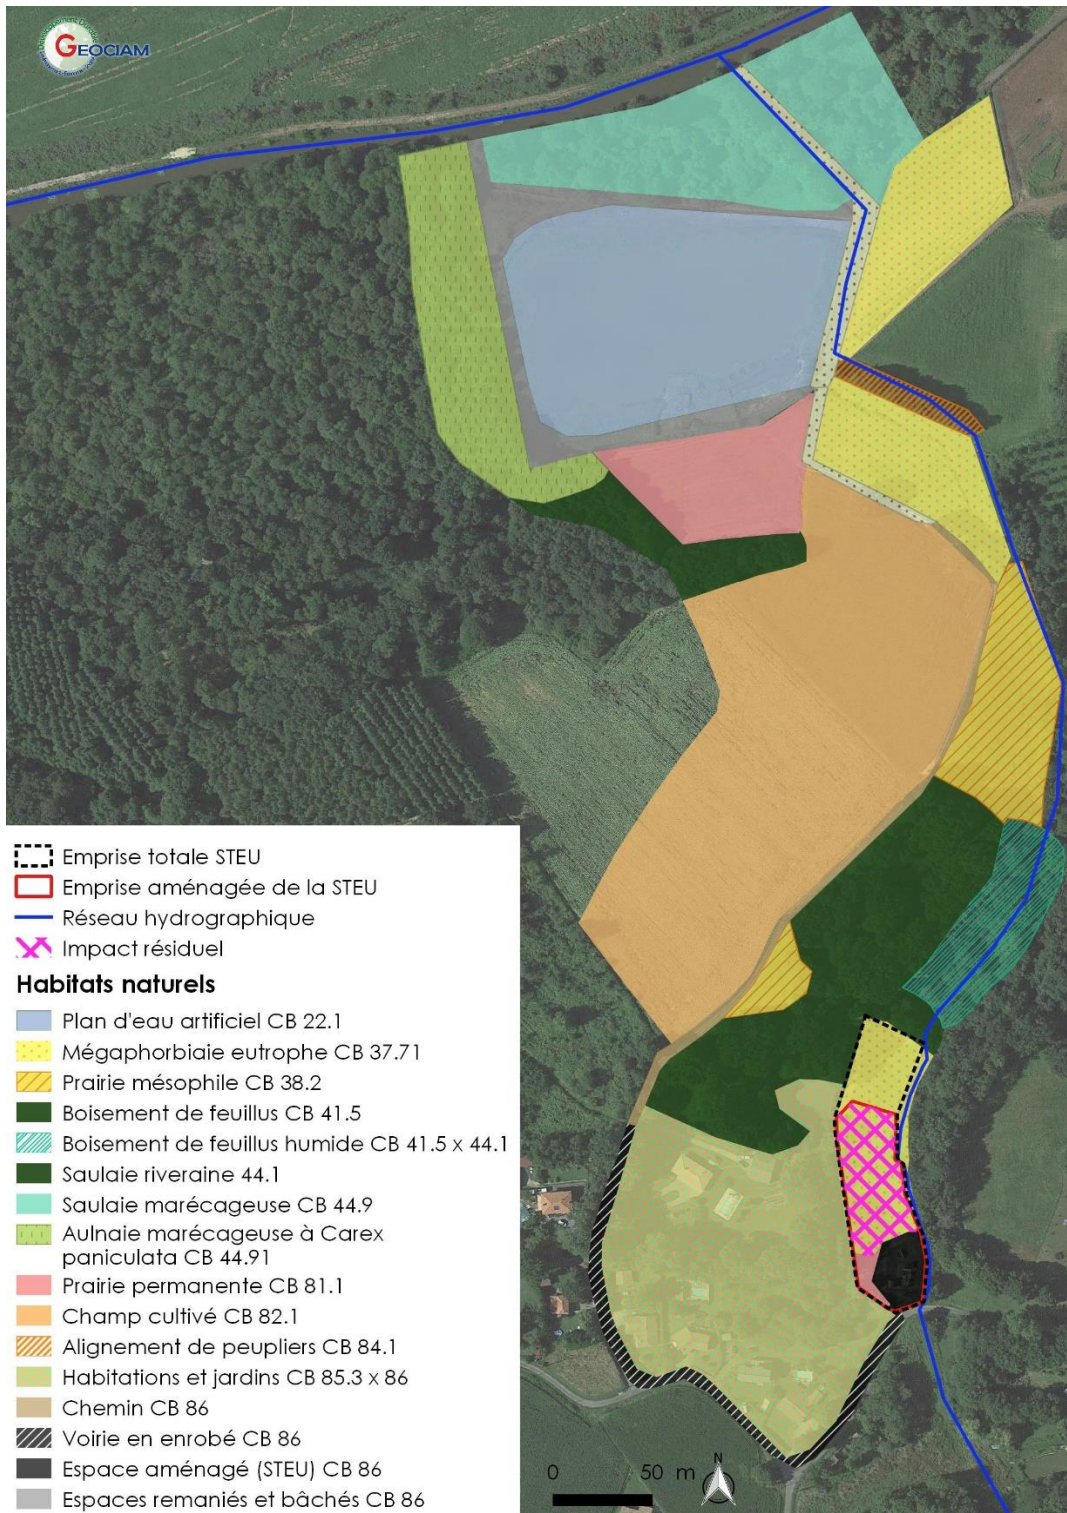 GEOCIAM
Emprise totale STEU
Emprise aménagée de la STEU
Réseau hydrographique
Impact résiduel
Habitats naturels
Plan d'eau artificiel CB 22.1
Mégaphorbiaie eutrophe CB 37.71
Prairie mésophile CB 38.2
Boisement de feuillus CB 41.5
Boisement de feuillus humide CB 41.5 x 44.1
Saulaie riveraine 44.1
Saulaie marécageuse CB 44.9
Aulnaie marécageuse à Carex
paniculata CB 44.91
Prairie permanente CB 81.1
Champ cultivé CB 82.1
Alignement de peupliers CB 84.1
Habitations et jardins CB 85.3 x 86
Chemin CB 86
Voirie en enrobé CB 86
Espace aménagé (STEU) CB 86
Espaces remaniés et bâchés CB 86
0 50 m
N